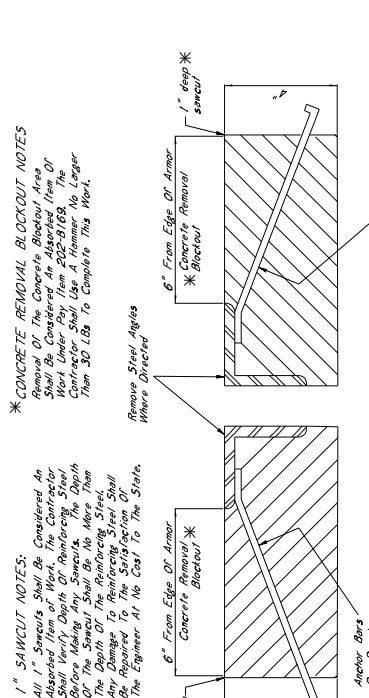 1" SAWCUT NOTES:
All 1" Sawcuts Shall Be Considered An
Absorbed Item Of Work. The Contractor
Shall Verify Depth Of Reinforcing Steel
Before Making Any Sawcuts. The Depth
Of The Sawcut Shall Be No More Than
The Depth Of The Reinforcing Steel.
Any Damage To Reinforcing Steel Shall
Be Repaired To The Satisfaction Of
The Engineer At No Cost To The State.
*CONCRETE REMOVAL BLOCKOUT NOTES
Removal Of The Concrete Blockout Area
Shall Be Considered An Absorbed Item Of
Work Under Pay Item 202-B169. The
Contractor Shall Use A Hammer No Larger
Than 30 LBs To Complete This Work.
Remove Steel Angles
Where Directed
6" From Edge Of Armor
Concrete Removal *
Blockout
6" From Edge Of Armor
Concrete Removal
* Blockout
1" deep *
sawcut
4"
Anchor Bars